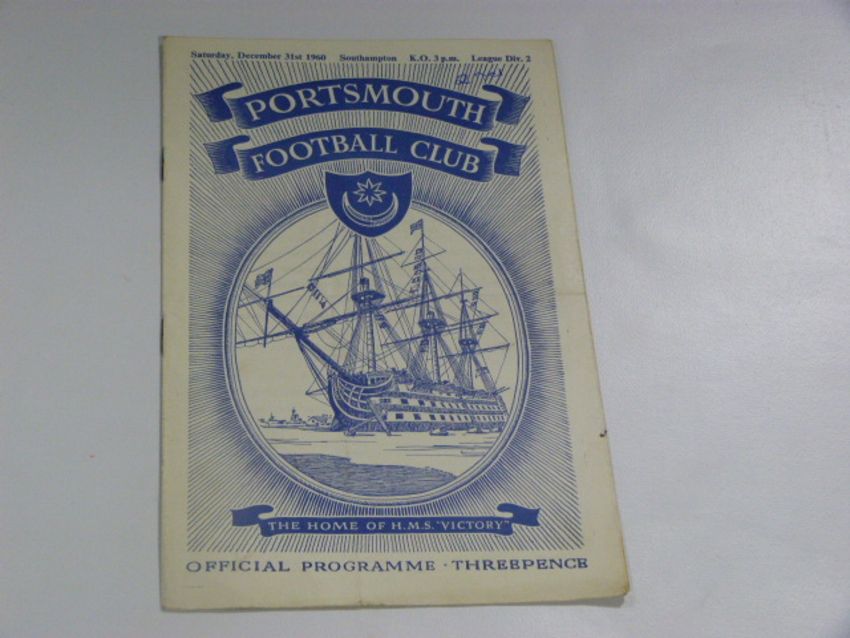 Saturday, December 31st 1960 Southampton K.O. 3 p.m. League Div. 2
PORTSMOUTH
FOOTBALL CLUB
THE HOME OF H.M.S. "VICTORY"
OFFICIAL PROGRAMME · THREEPENCE